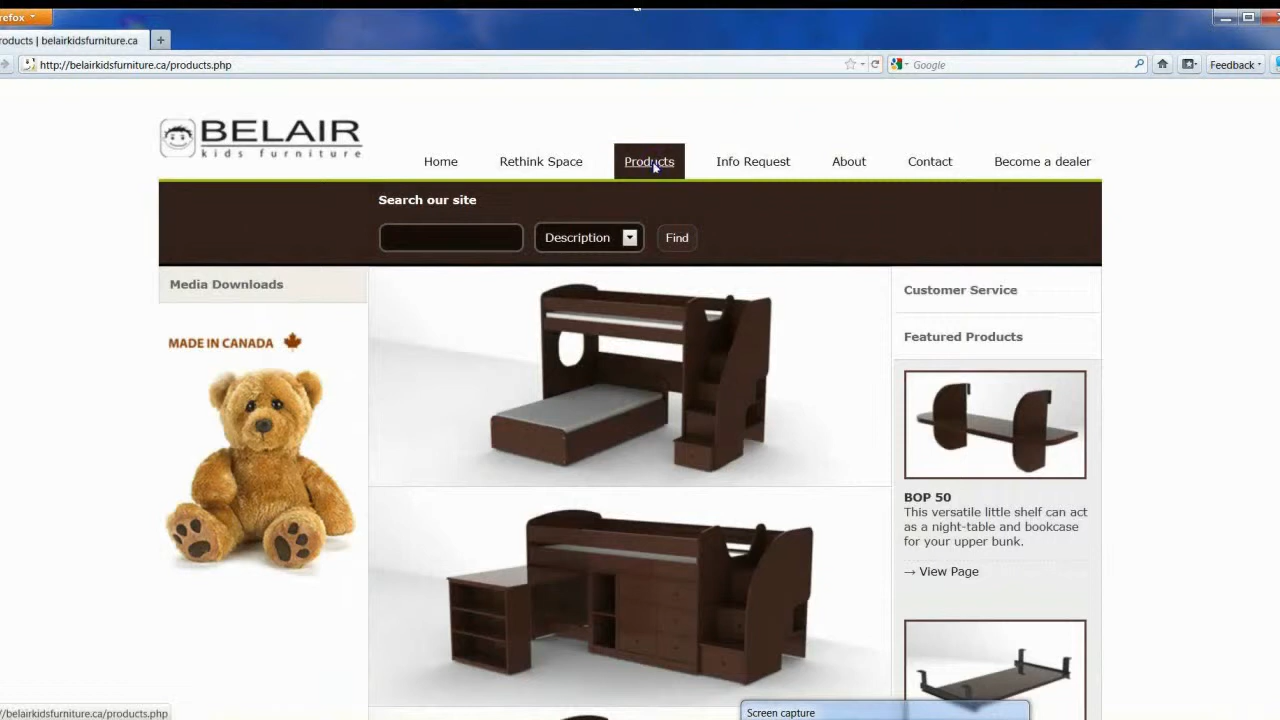 refox
roducts | belairkidsfurniture.ca
http://belairkidsfurniture.ca/products.php
Google
Feedback
BELAIR
kids furniture
Home
Rethink Space
Products
Info Request
About
Contact
Become a dealer
Search our site
Description
Find
Media Downloads
MADE IN CANADA
Customer Service
Featured Products
BOP 50
This versatile little shelf can act
as a night-table and bookcase
for your upper bunk.
→ View Page
//belairkidsfurniture.ca/products.php
Screen capture